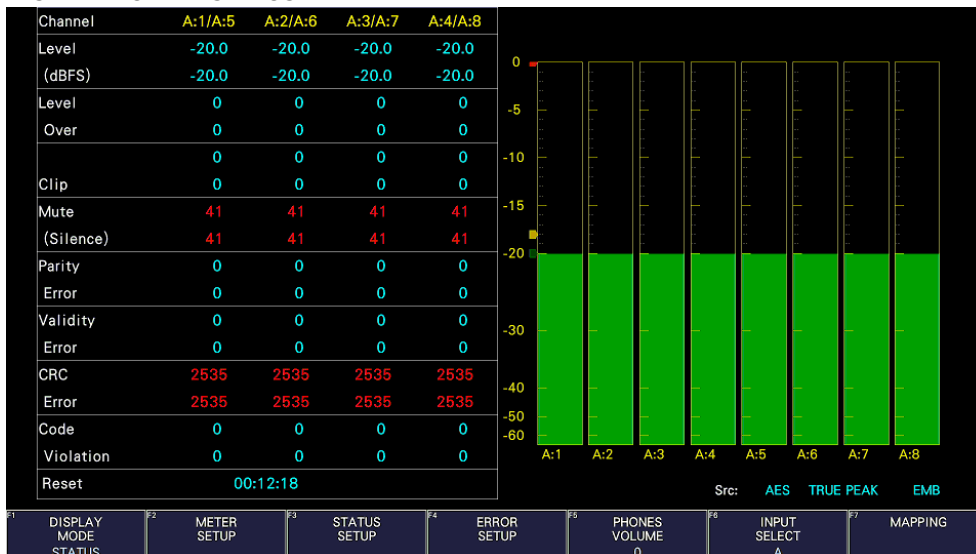 Channel A:1/A:5 A:2/A:6 A:3/A:7 A:4/A:8
Level -20.0 -20.0 -20.0 -20.0
(dBFS) -20.0 -20.0 -20.0 -20.0
Level 0 0 0 0
Over 0 0 0 0
0 0 0 0
Clip 0 0 0 0
Mute 41 41 41 41
(Silence) 41 41 41 41
Parity 0 0 0 0
Error 0 0 0 0
Validity 0 0 0 0
Error 0 0 0 0
CRC 2535 2535 2535 2535
Error 2535 2535 2535 2535
Code 0 0 0 0
Violation 0 0 0 0
Reset 00:12:18
0
-5
-10
-15
-20
-30
-40
-50
-60
A:1 A:2 A:3 A:4 A:5 A:6 A:7 A:8
Src: AES TRUE PEAK EMB
F1 DISPLAY MODE STATUS
F2 METER SETUP
F3 STATUS SETUP
F4 ERROR SETUP
F5 PHONES VOLUME 0
F6 INPUT SELECT A
F7 MAPPING